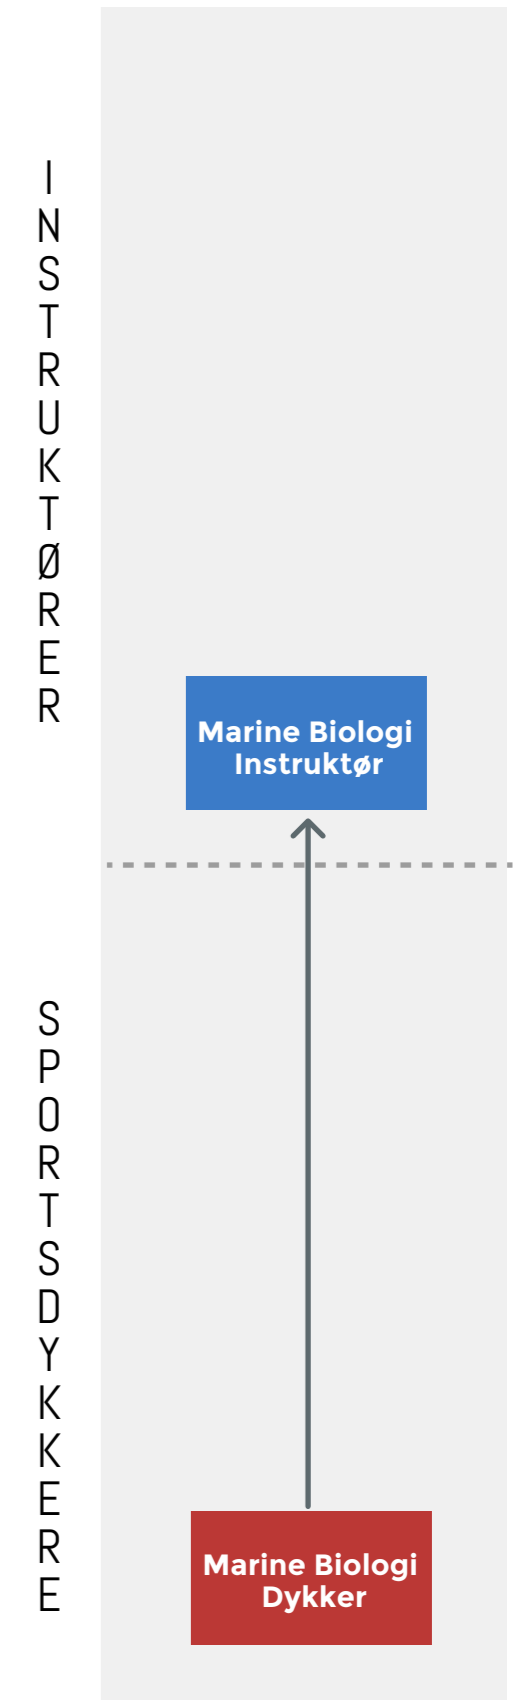 INSTRUKTØRER
Marine Biologi
Instruktør
SPORTSDYKKERE
Marine Biologi
Dykker